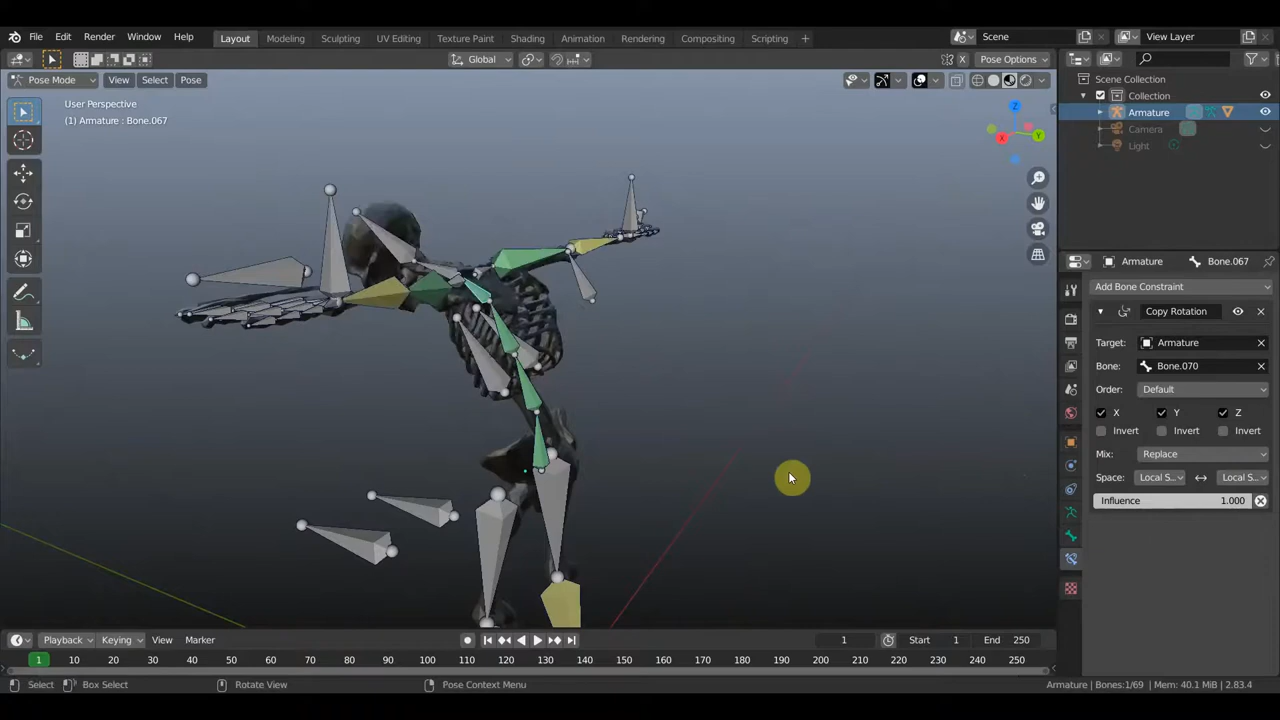 File Edit Render Window Help Layout Modeling Sculpting UV Editing Texture Paint Shading Animation Rendering Compositing Scripting + Scene View Layer
Global X Pose Options
Pose Mode View Select Pose
User Perspective
(1) Armature : Bone.067
Z
Y
X
Scene Collection
Collection
Armature
Camera
Light
Armature Bone.067
Add Bone Constraint
Copy Rotation
Target: Armature
Bone: Bone.070
Order: Default
X Y Z
Invert Invert Invert
Mix: Replace
Space: Local S... Local S...
Influence 1.000
Playback Keying View Marker 1 Start 1 End 250
1 10 20 30 40 50 60 70 80 90 100 110 120 130 140 150 160 170 180 190 200 210 220 230 240 250
Select Box Select Rotate View Pose Context Menu Armature | Bones:1/69 | Mem: 40.1 MiB | 2.83.4